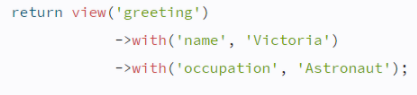 return view('greeting')
->with('name', 'Victoria')
->with('occupation', 'Astronaut');